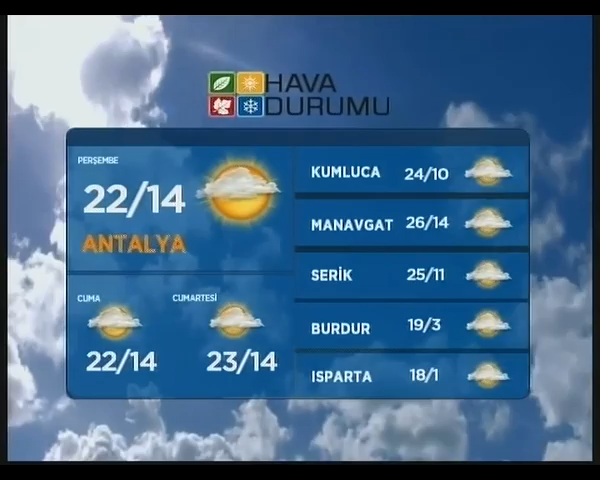 HAVA
DURUMU
PERŞEMBE
22/14
ANTALYA
CUMA
22/14
CUMARTESİ
23/14
KUMLUCA 24/10
MANAVGAT 26/14
SERİK 25/11
BURDUR 19/3
ISPARTA 18/1